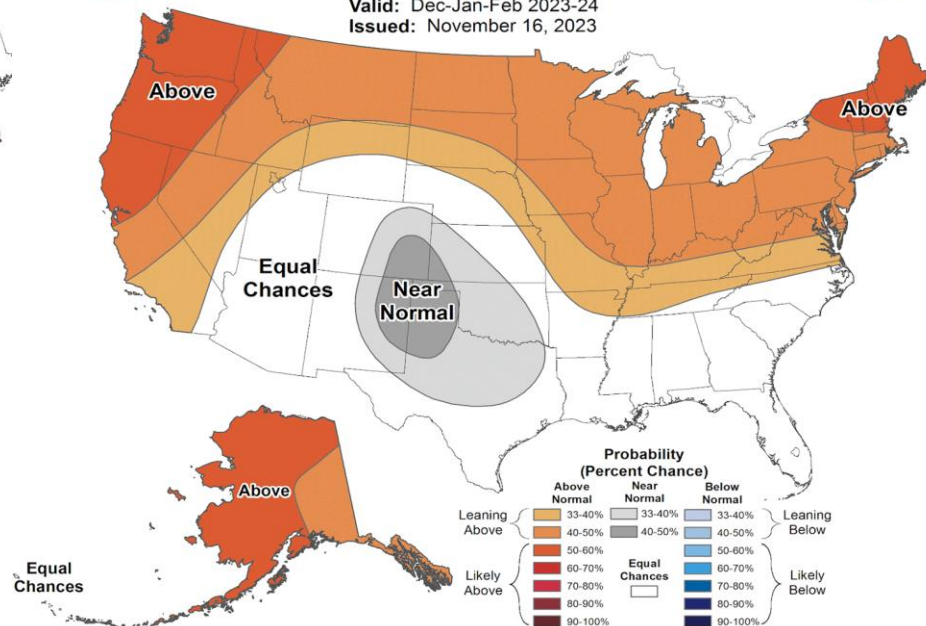 Valid: Dec-Jan-Feb 2023-24
Issued: November 16, 2023
Above
Above
Equal
Chances
Near
Normal
Above
Equal
Chances
Probability
(Percent Chance)
Above
Normal
Near
Normal
Below
Normal
Leaning
Above
33-40%
40-50%
33-40%
40-50%
33-40%
40-50%
Leaning
Below
Likely
Above
50-60%
60-70%
70-80%
80-90%
90-100%
Equal
Chances
50-60%
60-70%
70-80%
80-90%
90-100%
Likely
Below